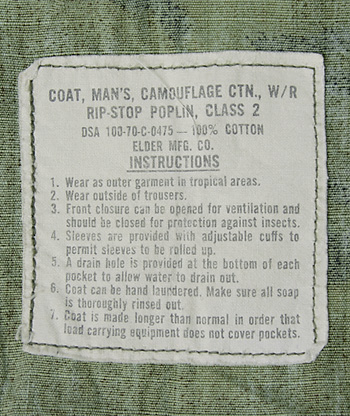 COAT, MAN'S, CAMOUFLAGE CTN., W/R
RIP-STOP POPLIN, CLASS 2
DSA 100-70-C-0475 — 100% COTTON
ELDER MFG. CO.
INSTRUCTIONS
1. Wear as outer garment in tropical areas.
2. Wear outside of trousers.
3. Front closure can be opened for ventilation and
should be closed for protection against insects.
4. Sleeves are provided with adjustable cuffs to
permit sleeves to be rolled up.
5. A drain hole is provided at the bottom of each
pocket to allow water to drain out.
6. Coat can be hand laundered. Make sure all soap
is thoroughly rinsed out.
7. Coat is made longer than normal in order that
load carrying equipment does not cover pockets.